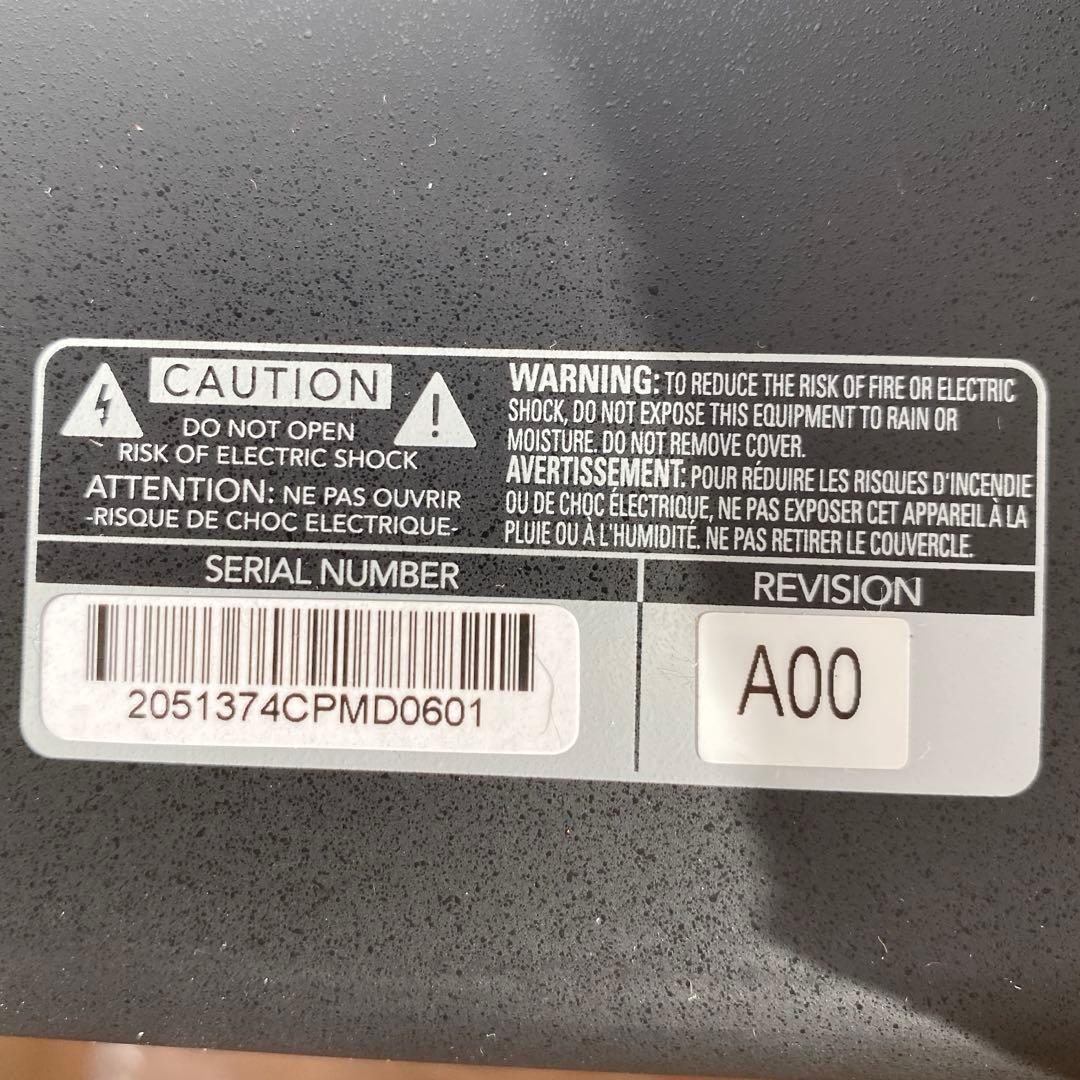 CAUTION
DO NOT OPEN
RISK OF ELECTRIC SHOCK
ATTENTION: NE PAS OUVRIR
-RISQUE DE CHOC ELECTRIQUE-
WARNING: TO REDUCE THE RISK OF FIRE OR ELECTRIC
SHOCK, DO NOT EXPOSE THIS EQUIPMENT TO RAIN OR
MOISTURE. DO NOT REMOVE COVER.
AVERTISSEMENT: POUR RÉDUIRE LES RISQUES D'INCENDIE
OU DE CHOC ÉLECTRIQUE, NE PAS EXPOSER CET APPAREIL À LA
PLUIE OU À L'HUMIDITÉ. NE PAS RETIRER LE COUVERCLE.
SERIAL NUMBER
2051374CPMD0601
REVISION
A00